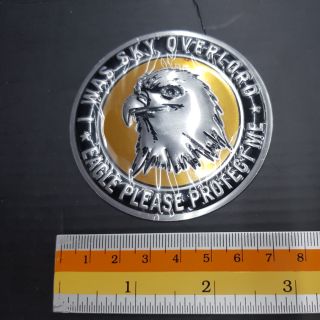 ★ I WAS SKY OVERLORD ★
EAGLE PLEASE PROTECT ME
1 2 3 4 5 6 7 8
1 2 3